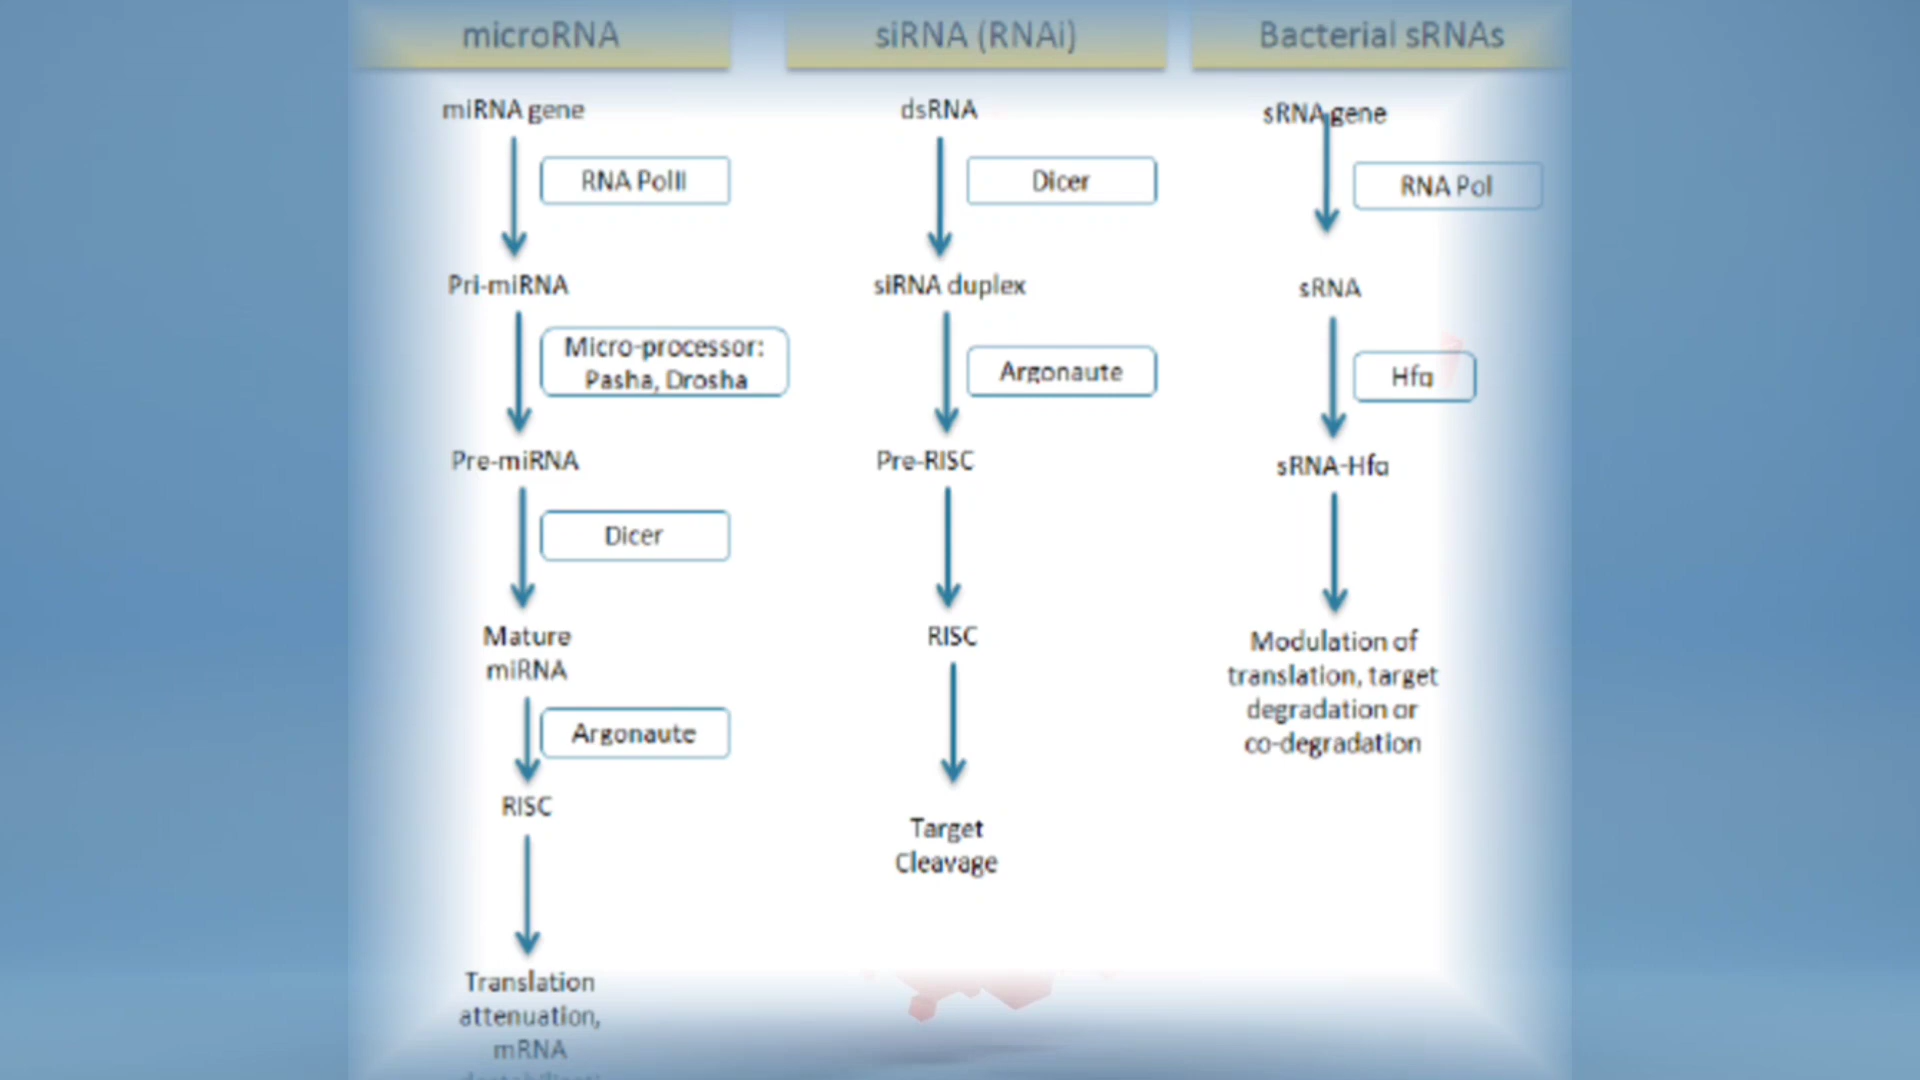 microRNA
miRNA gene
RNA PolII
Pri-miRNA
Micro-processor:
Pasha, Drosha
Pre-miRNA
Dicer
Mature
miRNA
Argonaute
RISC
Translation
attenuation,
mRNA
siRNA (RNAi)
dsRNA
Dicer
siRNA duplex
Argonaute
Pre-RISC
RISC
Target
Cleavage
Bacterial sRNAs
sRNA gene
RNA Pol
sRNA
Hfq
sRNA-Hfq
Modulation of
translation, target
degradation or
co-degradation